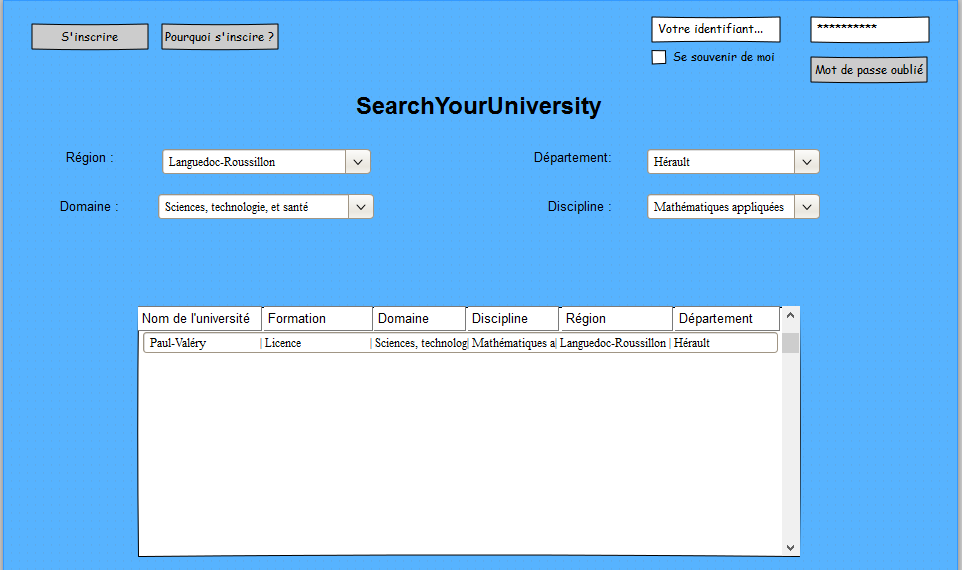 S'inscrire
Pourquoi s'inscire ?
Votre identifiant...
**********
Se souvenir de moi
Mot de passe oublié
SearchYourUniversity
Région :
Languedoc-Roussillon
Département:
Hérault
Domaine :
Sciences, technologie, et santé
Discipline :
Mathématiques appliquées
Nom de l'université Formation Domaine Discipline Région Département
Paul-Valéry | Licence | Sciences, technolog| Mathématiques a| Languedoc-Roussillon | Hérault